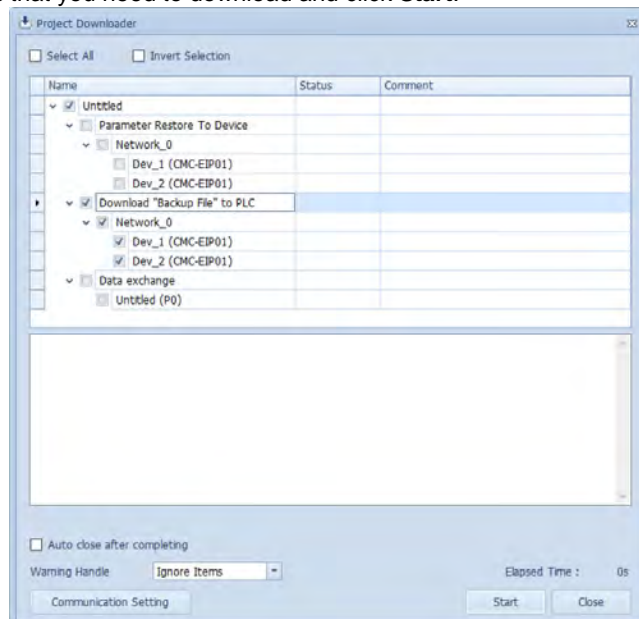 that you need to download and click Start.
Project Downloader
Select All Invert Selection
Name Status Comment
Untitled
Parameter Restore To Device
Network_0
Dev_1 (CMC-EIP01)
Dev_2 (CMC-EIP01)
Download "Backup File" to PLC
Network_0
Dev_1 (CMC-EIP01)
Dev_2 (CMC-EIP01)
Data exchange
Untitled (P0)
Auto close after completing
Warning Handle Ignore Items Elapsed Time : 0s
Communication Setting Start Close